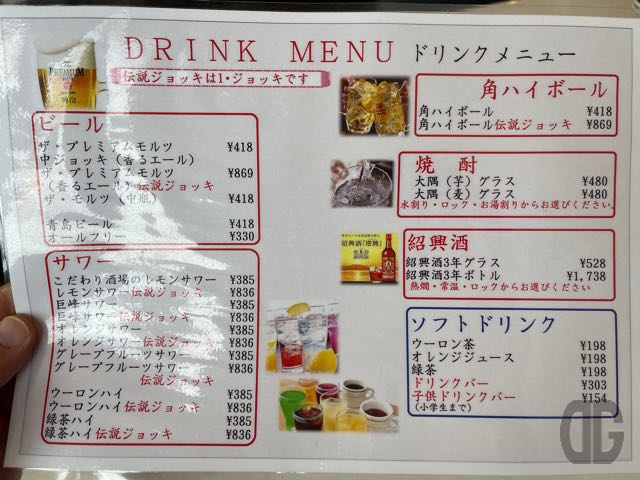 DRINK MENU ドリンクメニュー
伝説ジョッキは1・ジョッキです
The
PREMIUM
ビール
ザ・プレミアムモルツ ¥418
中ジョッキ（香るエール）
ザ・プレミアムモルツ ¥869
（香るエール）伝説ジョッキ
ザ・モルツ（中瓶） ¥418
青島ビール ¥418
オールフリー ¥330
サワー
こだわり酒場のレモンサワー ¥385
レモンサワー伝説ジョッキ ¥836
巨峰サワー ¥385
巨峰サワー伝説ジョッキ ¥836
オレンジサワー ¥385
オレンジサワー伝説ジョッキ ¥836
グレープフルーツサワー ¥385
グレープフルーツサワー ¥836
伝説ジョッキ
ウーロンハイ ¥385
ウーロンハイ伝説ジョッキ ¥836
緑茶ハイ ¥385
緑茶ハイ伝説ジョッキ ¥836
角ハイボール
角ハイボール ¥418
角ハイボール伝説ジョッキ ¥869
焼 酎
大隅（芋）グラス ¥480
大隅（麦）グラス ¥480
水割り・ロック・お湯割りからお選びください。
紹興酒「塔牌」
紹興酒
紹興酒3年グラス ¥528
紹興酒3年ボトル ¥1,738
熱燗・常温・ロックからお選びください
ソフトドリンク
ウーロン茶 ¥198
オレンジジュース ¥198
緑茶 ¥198
ドリンクバー ¥303
子供ドリンクバー ¥154
(小学生まで)
DG